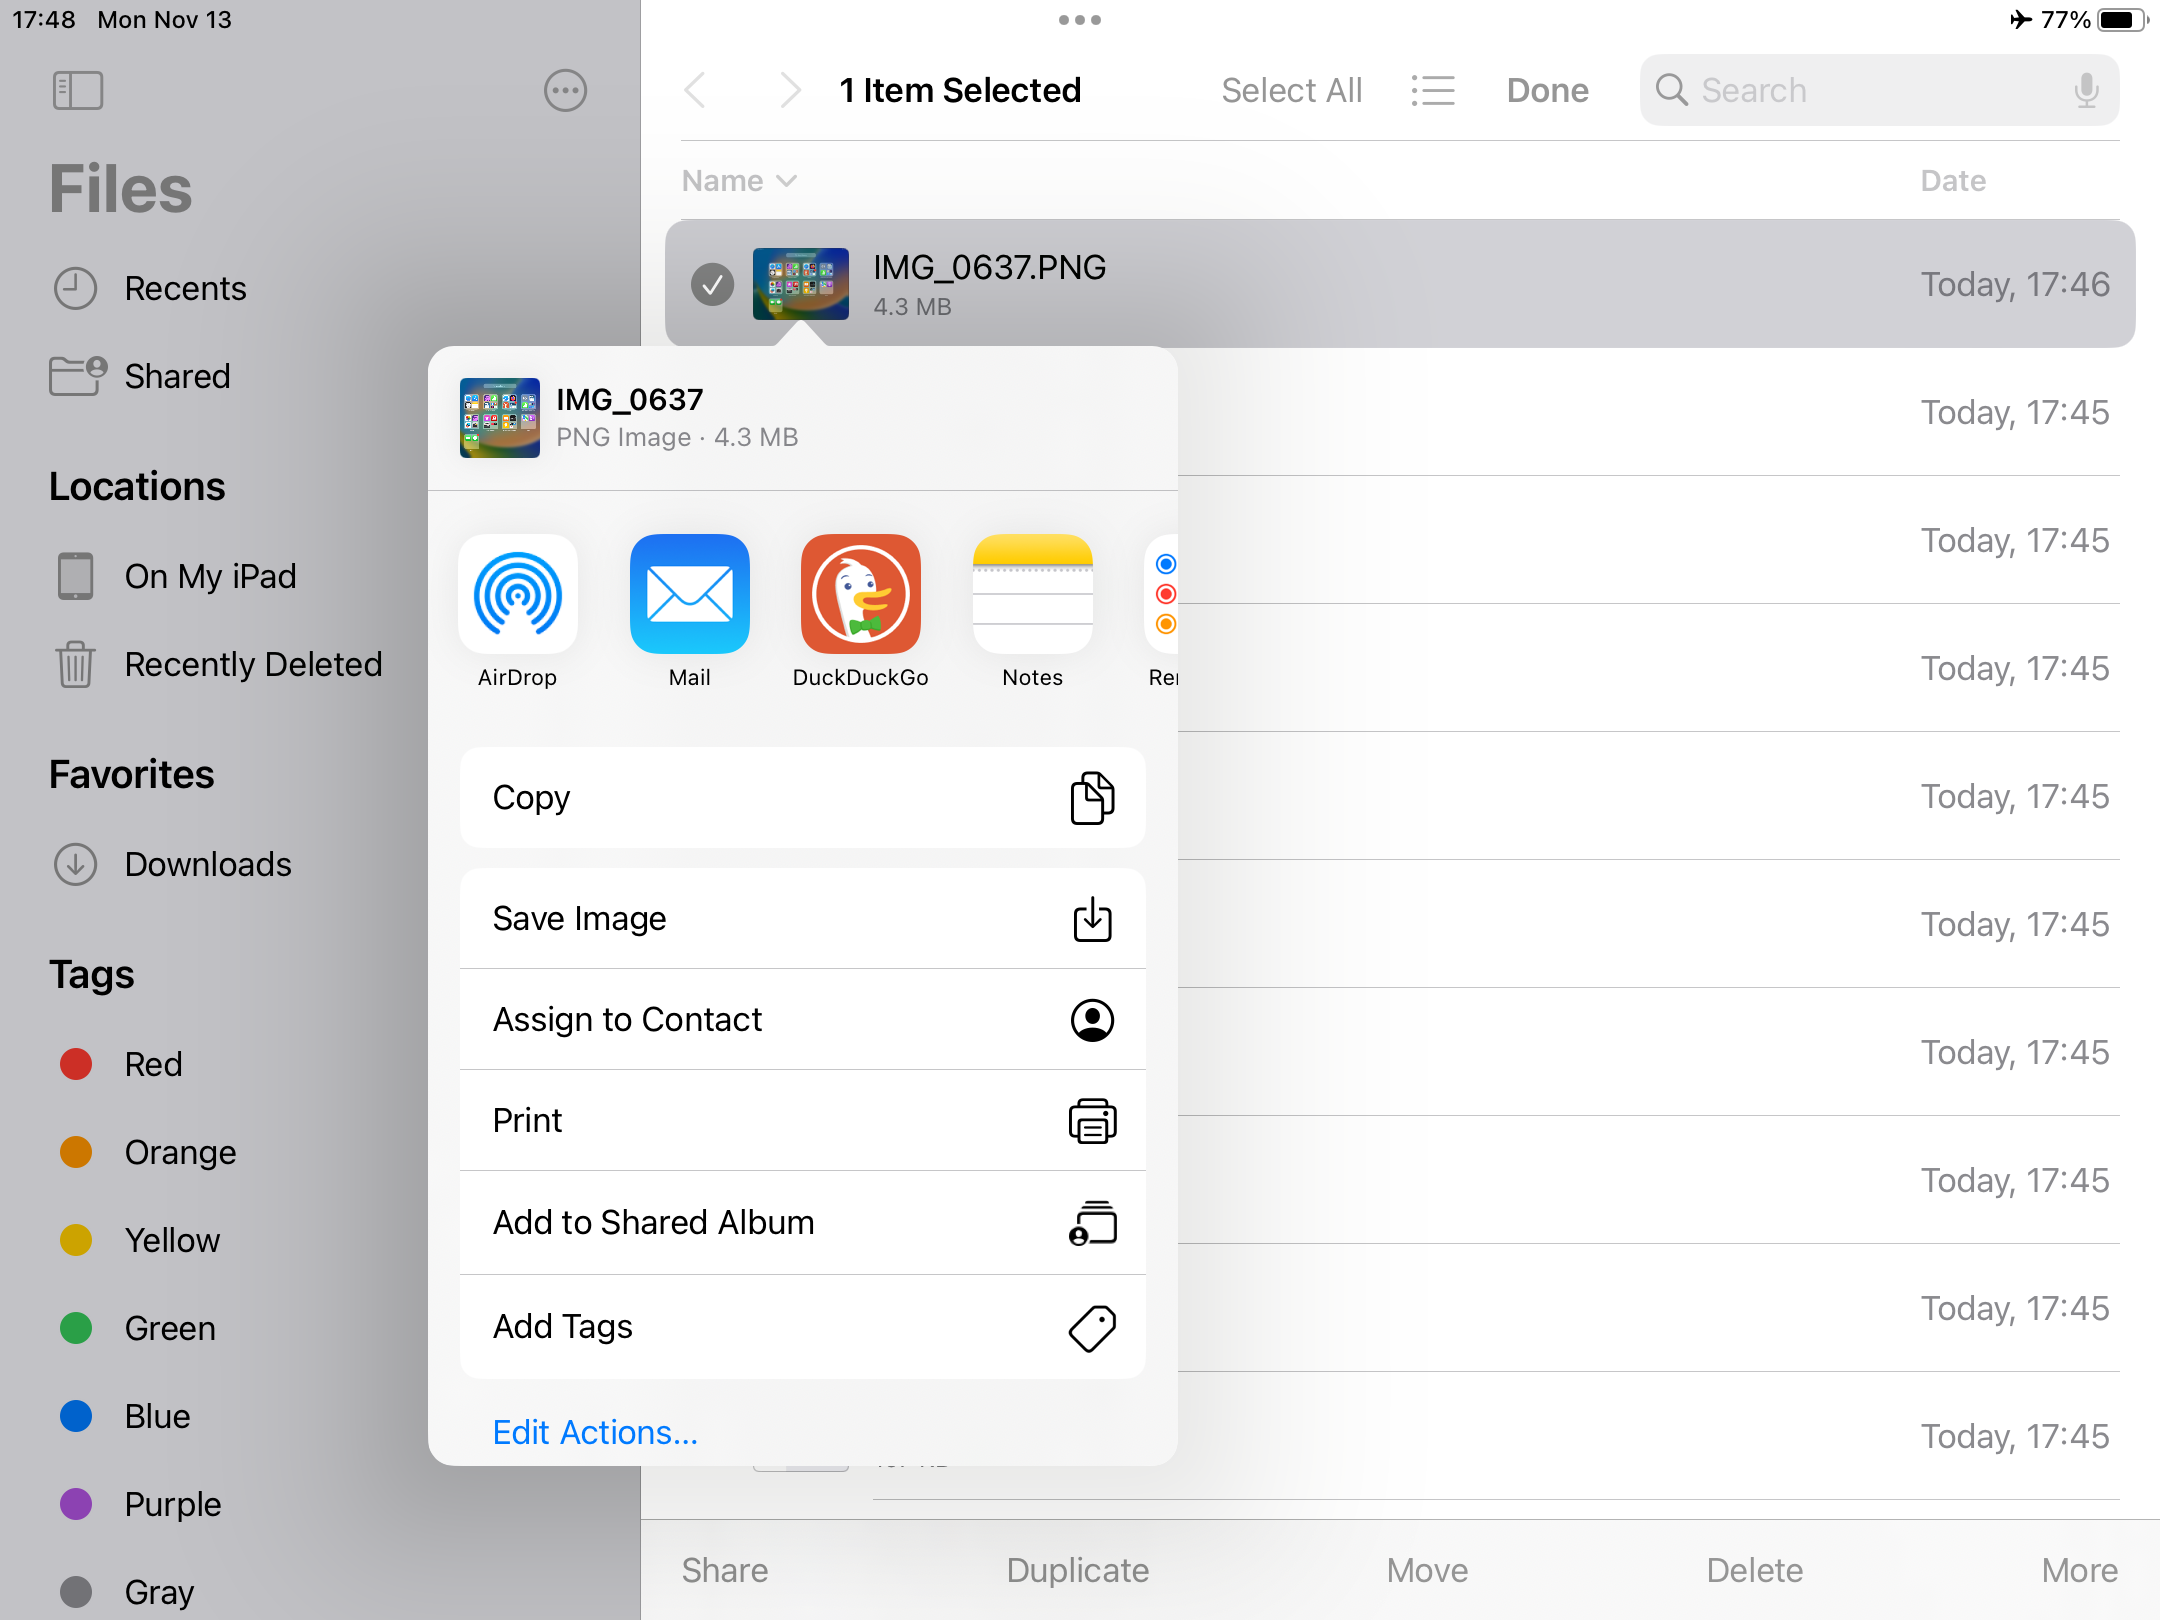 17:48 Mon Nov 13
77%
Files
Recents
Shared
Locations
On My iPad
Recently Deleted
Favorites
Downloads
Tags
Red
Orange
Yellow
Green
Blue
Purple
Gray
1 Item Selected
Select All
Done
Search
Name
Date
IMG_0637.PNG
4.3 MB
Today, 17:46
Today, 17:45
Today, 17:45
Today, 17:45
Today, 17:45
Today, 17:45
Today, 17:45
Today, 17:45
Today, 17:45
Today, 17:45
IMG_0637
PNG Image · 4.3 MB
AirDrop
Mail
DuckDuckGo
Notes
Copy
Save Image
Assign to Contact
Print
Add to Shared Album
Add Tags
Edit Actions...
Share
Duplicate
Move
Delete
More